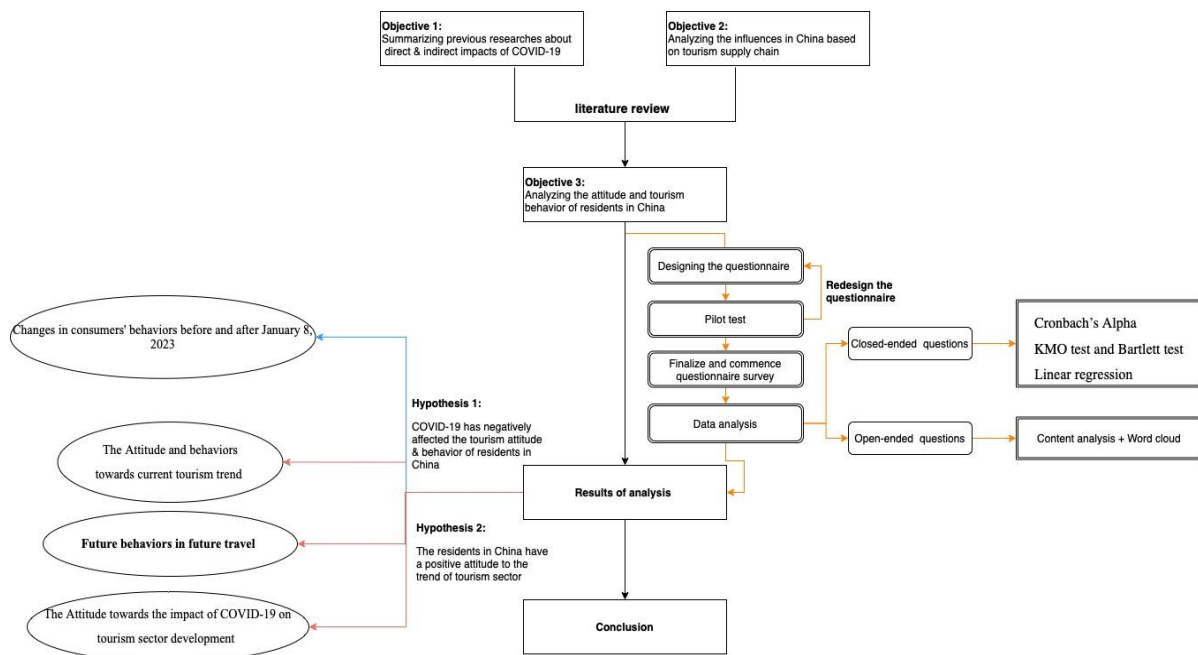 Objective 1:
Summarizing previous researches about
direct & indirect impacts of COVID-19
Objective 2:
Analyzing the influences in China based
on tourism supply chain
literature review
Objective 3:
Analyzing the attitude and tourism
behavior of residents in China
Designing the questionnaire
Redesign the
questionnaire
Pilot test
Finalize and commence
questionnaire survey
Data analysis
Closed-ended questions
Cronbach's Alpha
KMO test and Bartlett test
Linear regression
Open-ended questions
Content analysis + Word cloud
Changes in consumers' behaviors before and after January 8,
2023
Hypothesis 1:
COVID-19 has negatively
affected the tourism attitude
& behavior of residents in
China
The Attitude and behaviors
towards current tourism trend
Results of analysis
Hypothesis 2:
The residents in China have
a positive attitude to the
trend of tourism sector
Future behaviors in future travel
The Attitude towards the impact of COVID-19 on
tourism sector development
Conclusion